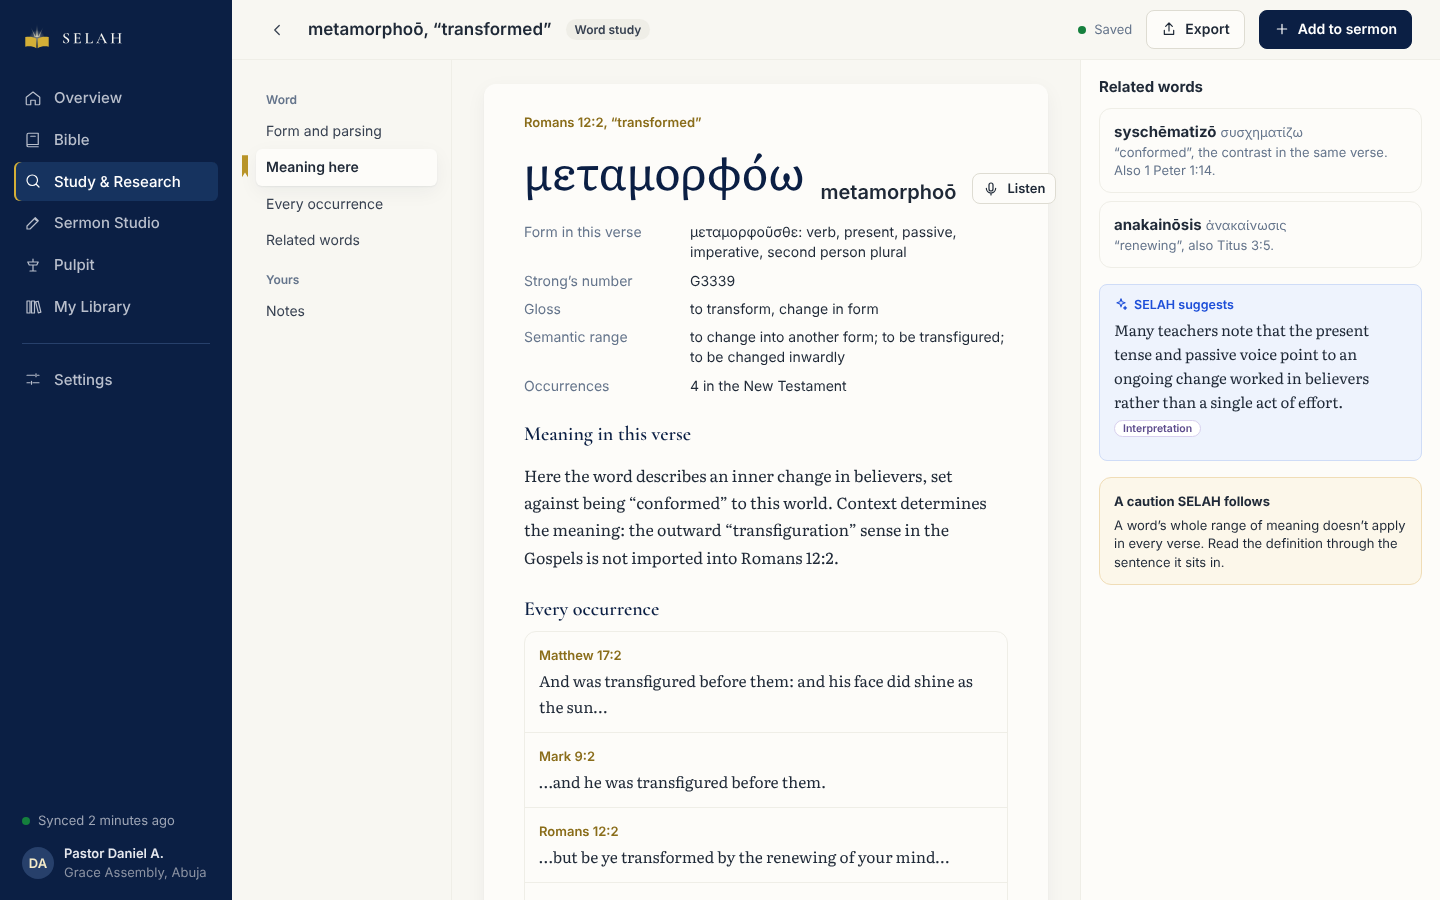 SELAH
Overview
Bible
Study & Research
Sermon Studio
Pulpit
My Library
Settings
Synced 2 minutes ago
DA
Pastor Daniel A.
Grace Assembly, Abuja
metamorphoō, “transformed”
Word study
Saved
Export
Add to sermon
Word
Form and parsing
Meaning here
Every occurrence
Related words
Yours
Notes
Romans 12:2, “transformed”
μεταμορφόω metamorphoō
Listen
Form in this verse
μεταμορφοῦσθε: verb, present, passive,
imperative, second person plural
Strong’s number
G3339
Gloss
to transform, change in form
Semantic range
to change into another form; to be transfigured;
to be changed inwardly
Occurrences
4 in the New Testament
Meaning in this verse
Here the word describes an inner change in believers, set
against being “conformed” to this world. Context determines
the meaning: the outward “transfiguration” sense in the
Gospels is not imported into Romans 12:2.
Every occurrence
Matthew 17:2
And was transfigured before them: and his face did shine as
the sun…
Mark 9:2
…and he was transfigured before them.
Romans 12:2
…but be ye transformed by the renewing of your mind…
Related words
syschēmatizō συσχηματίζω
“conformed”, the contrast in the same verse.
Also 1 Peter 1:14.
anakainōsis ἀνακαίνωσις
“renewing”, also Titus 3:5.
SELAH suggests
Many teachers note that the present
tense and passive voice point to an
ongoing change worked in believers
rather than a single act of effort.
Interpretation
A caution SELAH follows
A word’s whole range of meaning doesn’t apply
in every verse. Read the definition through the
sentence it sits in.